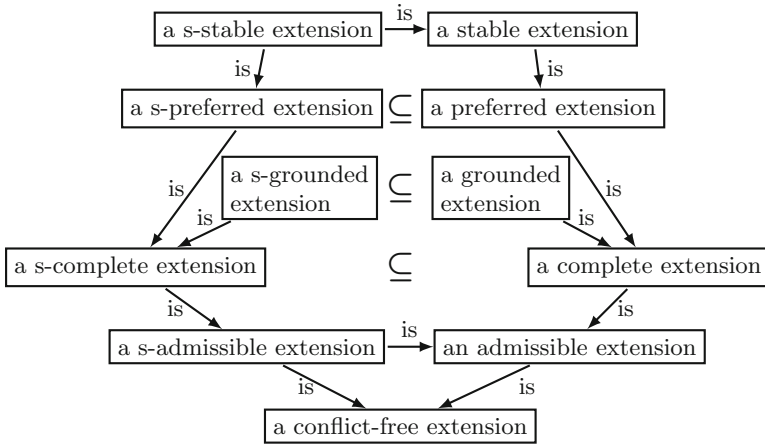 a s-stable extension
is
a stable extension
is
is
a s-preferred extension
⊆
a preferred extension
a s-grounded
extension
⊆
a grounded
extension
is
is
is
is
a s-complete extension
⊆
a complete extension
is
is
a s-admissible extension
is
an admissible extension
is
is
a conflict-free extension